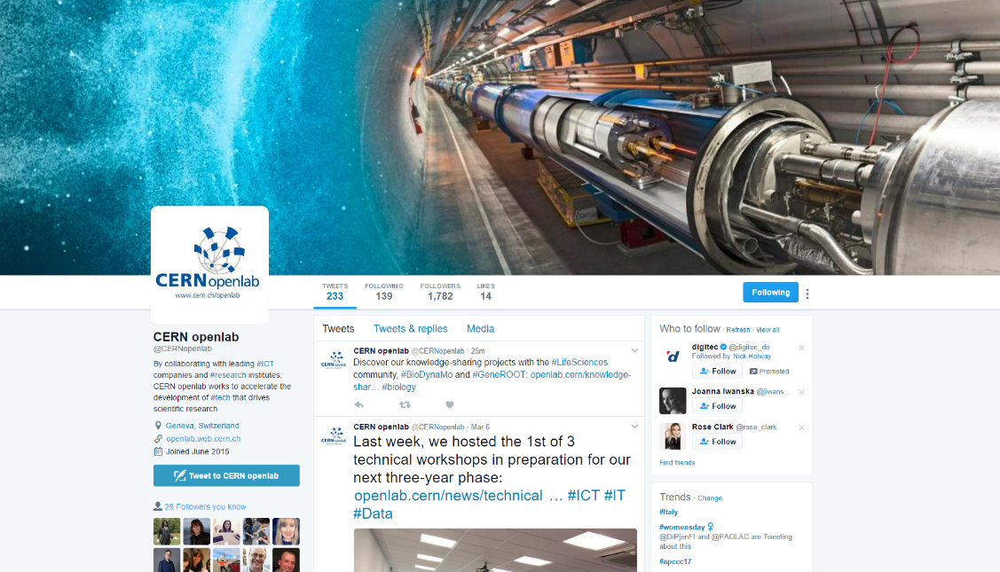 CERNopenlab
www.cern.ch/openlab
TWEETS
233
FOLLOWING
139
FOLLOWERS
1,782
LIKES
14
Following
CERN openlab
@CERNopenlab
By collaborating with leading #ICT
companies and #research institutes,
CERN openlab works to accelerate the
development of #tech that drives
scientific research
Geneva, Switzerland
openlab.web.cern.ch
Joined June 2015
Tweet to CERN openlab
29 Followers you know
Tweets
Tweets & replies
Media
CERN openlab @CERNopenlab · 25m
Discover our knowledge-sharing projects with the #LifeSciences
community, #BioDynaMo and #GeneROOT: openlab.cern/knowledge-
shar… #biology
CERN openlab @CERNopenlab · Mar 6
Last week, we hosted the 1st of 3
technical workshops in preparation for our
next three-year phase:
openlab.cern/news/technical … #ICT #IT
#Data
Who to follow · Refresh · View all
digitec @digitec_de
Followed by Nick Holway
Follow
Promoted
Joanna Iwanska @jiwans...
Follow
Rose Clark @rose_clark
Follow
Find friends
Trends · Change
#Italy
#womensday
@DrPjenFI and @PAOLAC are Tweeting
about this
#apccc17